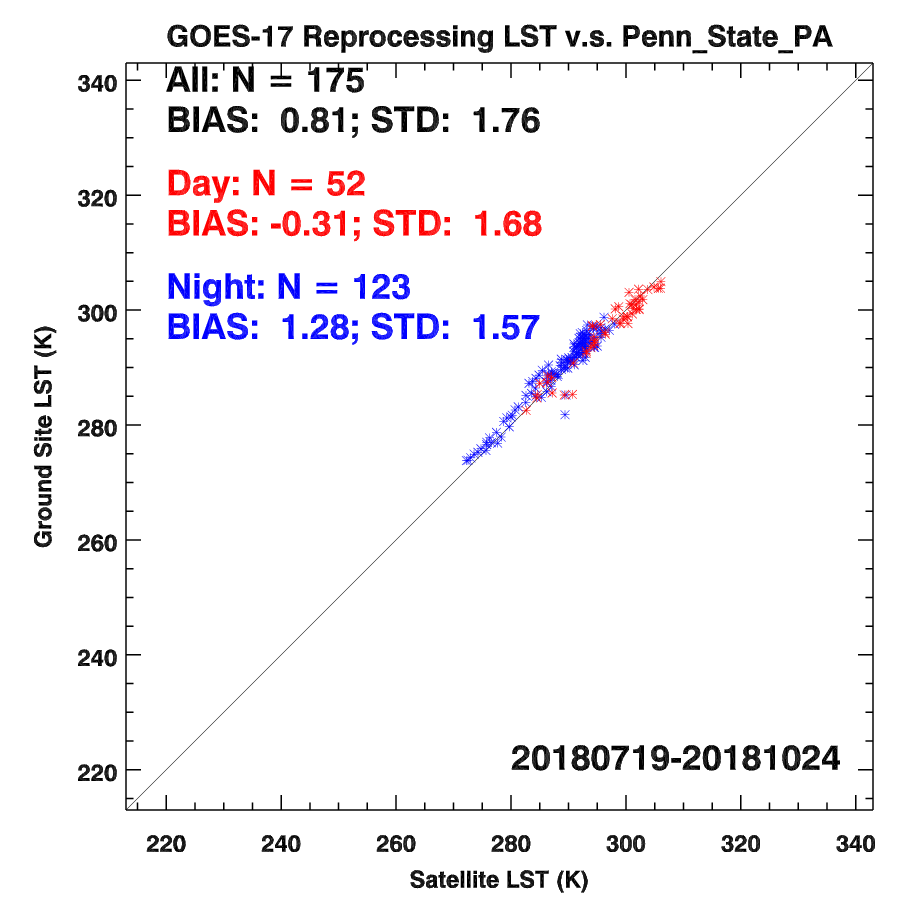 GOES-17 Reprocessing LST v.s. Penn_State_PA
All: N = 175
BIAS:  0.81; STD:  1.76
Day: N = 52
BIAS: -0.31; STD:  1.68
Night: N = 123
BIAS:  1.28; STD:  1.57
340
320
300
280
260
240
220
Ground Site LST (K)
20180719-20181024
220 240 260 280 300 320 340
Satellite LST (K)